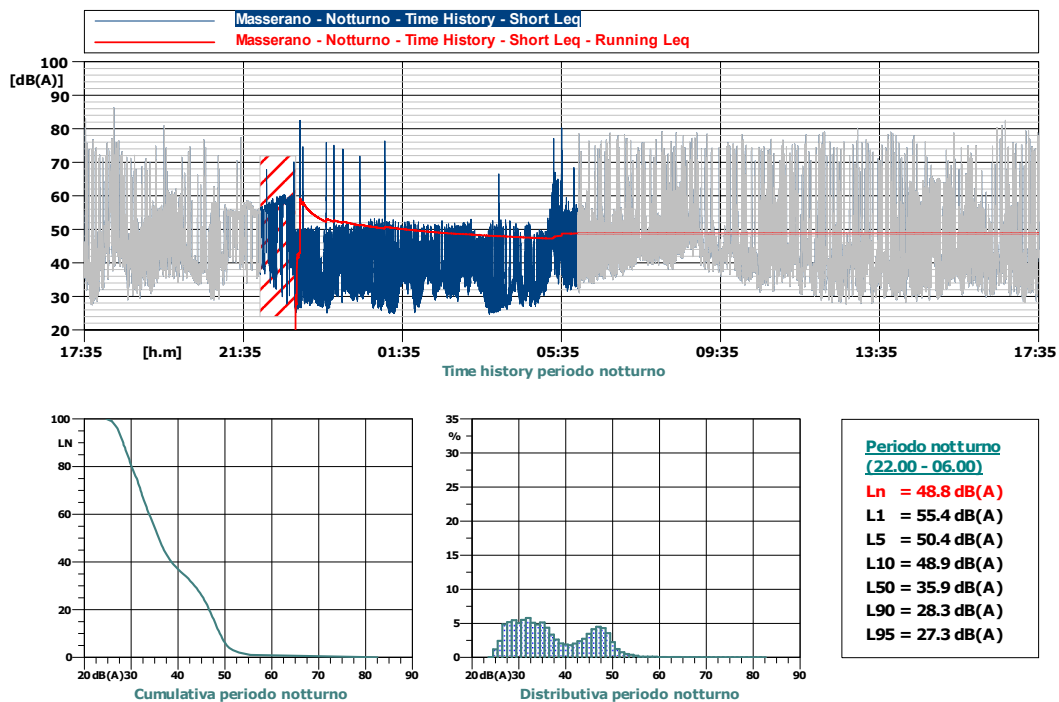 Masserano - Notturno - Time History - Short Leq
Masserano - Notturno - Time History - Short Leq - Running Leq
100
[dB(A)]
90
80
70
60
50
40
30
20
17:35 [h.m] 21:35 01:35 05:35 09:35 13:35 17:35
Time history periodo notturno
100
LN
80
60
40
20
0
20 dB(A) 30 40 50 60 70 80 90
Cumulativa periodo notturno
35
%
30
25
20
15
10
5
0
20 dB(A) 30 40 50 60 70 80 90
Distributiva periodo notturno
Periodo notturno
(22.00 - 06.00)
Ln = 48.8 dB(A)
L1 = 55.4 dB(A)
L5 = 50.4 dB(A)
L10 = 48.9 dB(A)
L50 = 35.9 dB(A)
L90 = 28.3 dB(A)
L95 = 27.3 dB(A)